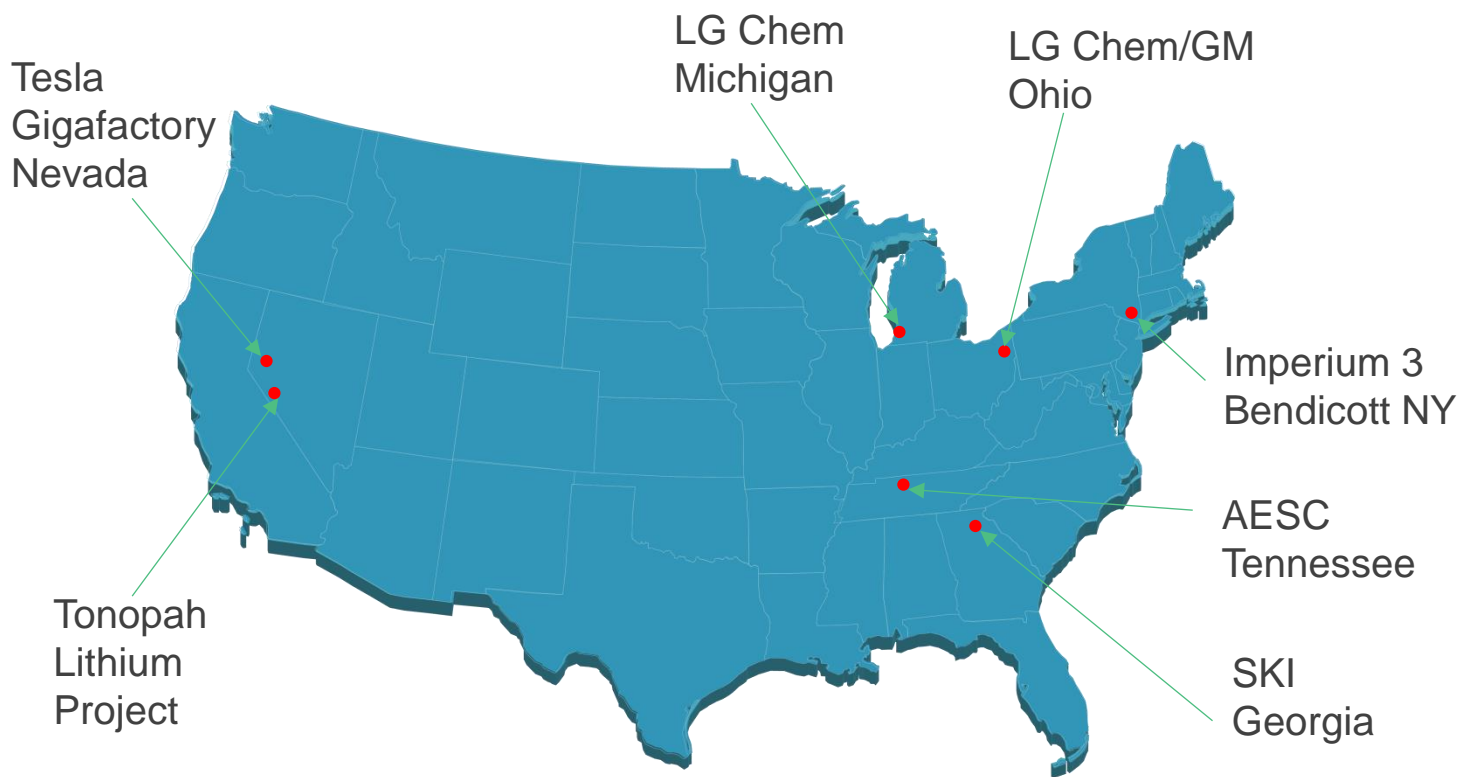 Tesla
Gigafactory
Nevada
LG Chem
Michigan
LG Chem/GM
Ohio
Imperium 3
Bendicott NY
AESC
Tennessee
SKI
Georgia
Tonopah
Lithium
Project